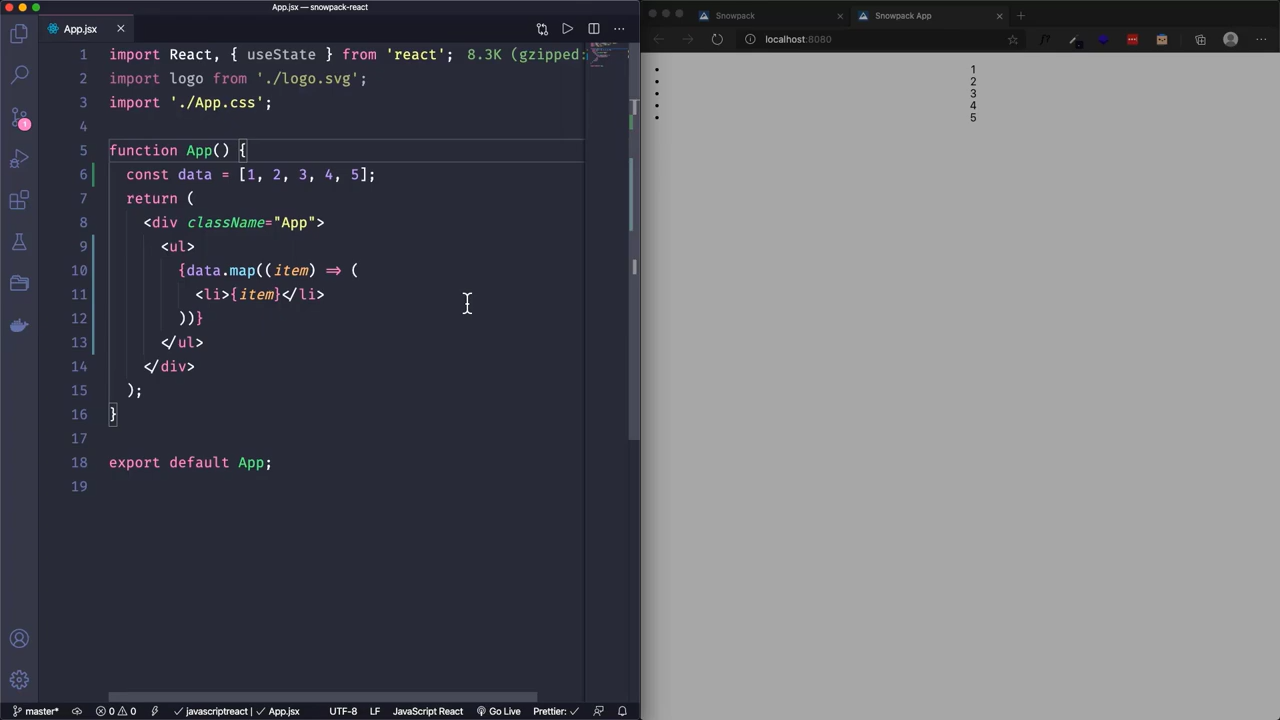 App.jsx — snowpack-react
App.jsx
1 import React, { useState } from 'react'; 8.3K (gzipped:
2 import logo from './logo.svg';
3 import './App.css';
4
5 function App() {
6 const data = [1, 2, 3, 4, 5];
7 return (
8 <div className="App">
9 <ul>
10 {data.map((item) => (
11 <li>{item}</li>
12 ))}
13 </ul>
14 </div>
15 );
16 }
17
18 export default App;
19
1
master* 0 0 javascriptreact | App.jsx UTF-8 LF JavaScript React Go Live Prettier:
Snowpack Snowpack App
localhost:8080
1
2
3
4
5